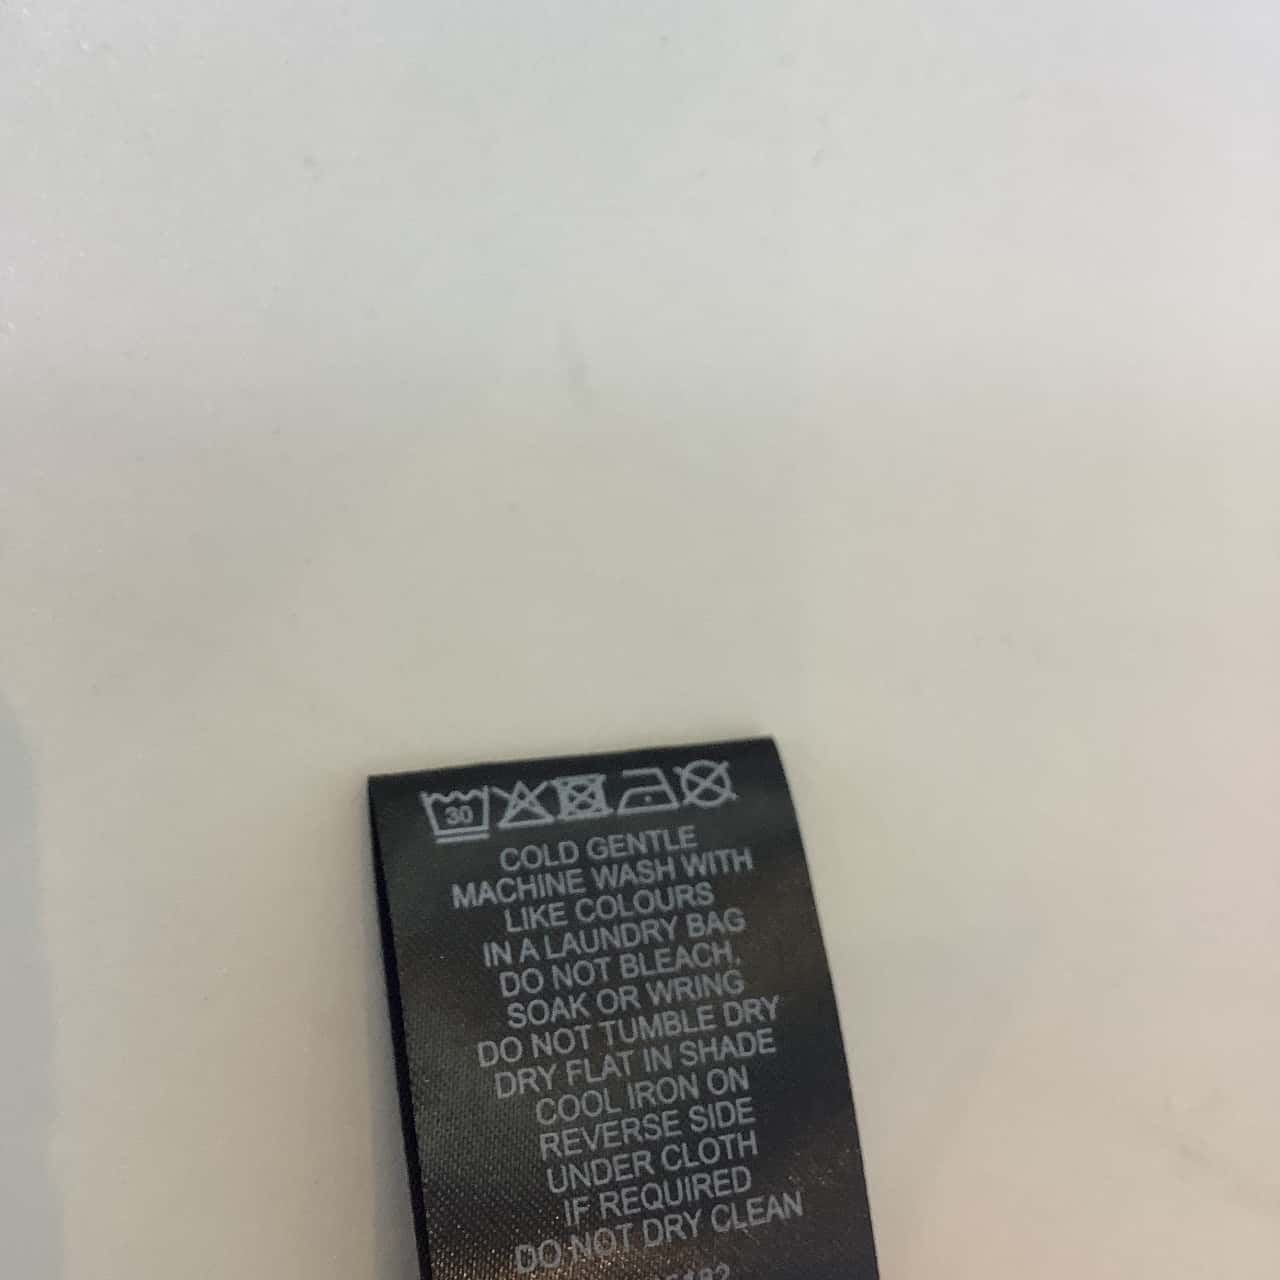 30
COLD GENTLE
MACHINE WASH WITH
LIKE COLOURS
IN A LAUNDRY BAG
DO NOT BLEACH,
SOAK OR WRING
DO NOT TUMBLE DRY
DRY FLAT IN SHADE
COOL IRON ON
REVERSE SIDE
UNDER CLOTH
IF REQUIRED
DO NOT DRY CLEAN